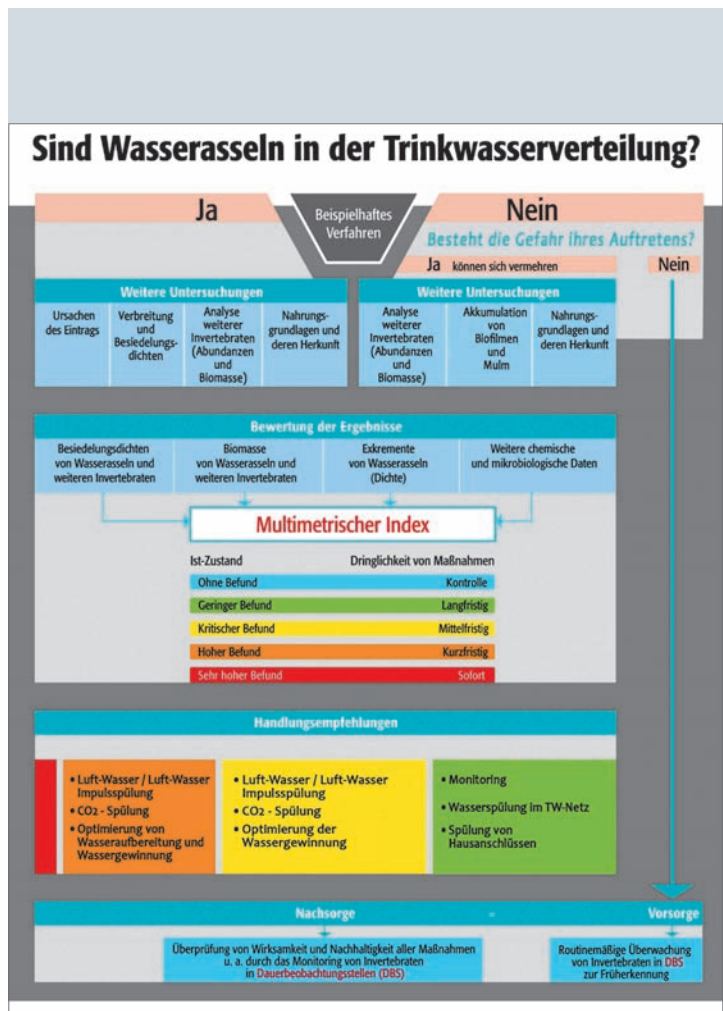 Sind Wasserasseln in der Trinkwasserverteilung?
Ja
Beispielhaftes
Verfahren
Nein
Besteht die Gefahr ihres Auftretens?
Ja können sich vermehren
Nein
Weitere Untersuchungen
Ursachen
des Eintrags
Verbreitung
und
Besiedelungs-
dichten
Analyse
weiterer
Invertebraten
(Abundanzen
und
Biomasse)
Nahrungs-
grundlagen und
deren Herkunft
Weitere Untersuchungen
Analyse
weiterer
Invertebraten
(Abundanzen
und
Biomasse)
Akkumulation
von
Biofilmen
und
Mulm
Nahrungs-
grundlagen und
deren Herkunft
Bewertung der Ergebnisse
Besiedelungsdichten
von Wasserasseln und
weiteren Invertebraten
Biomasse
von Wasserasseln und
weiteren Invertebraten
Exkremente
von Wasserasseln
(Dichte)
Weitere chemische
und mikrobiologische Daten
Multimetrischer Index
Ist-Zustand Dringlichkeit von Maßnahmen
Ohne Befund Kontrolle
Geringer Befund Langfristig
Kritischer Befund Mittelfristig
Hoher Befund Kurzfristig
Sehr hoher Befund Sofort
Handlungsempfehlungen
• Luft-Wasser / Luft-Wasser
Impulsspülung
• CO2 - Spülung
• Optimierung von
Wasseraufbereitung und
Wassergewinnung
• Luft-Wasser / Luft-Wasser
Impulsspülung
• CO2 - Spülung
• Optimierung der
Wassergewinnung
• Monitoring
• Wasserspülung im TW-Netz
• Spülung von
Hausanschlüssen
Nachsorge - Vorsorge
Überprüfung von Wirksamkeit und Nachhaltigkeit aller Maßnahmen
u. a. durch das Monitoring von Invertebraten
in Dauerbeobachtungsstellen (DBS)
Routinemäßige Überwachung
von Invertebraten in DBS
zur Früherkennung